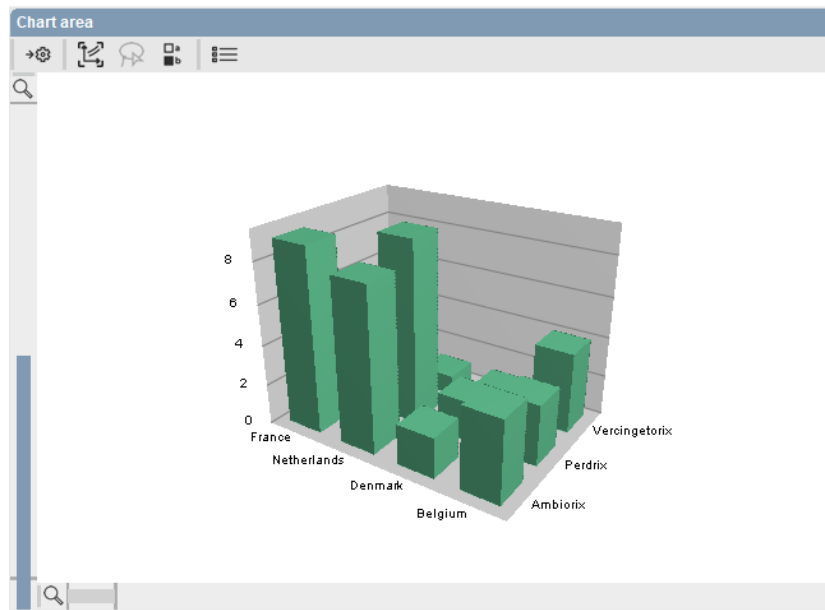 Chart area
a
b
8
6
4
2
0
France
Netherlands
Denmark
Belgium
Vercingetorix
Perdrix
Ambiorix